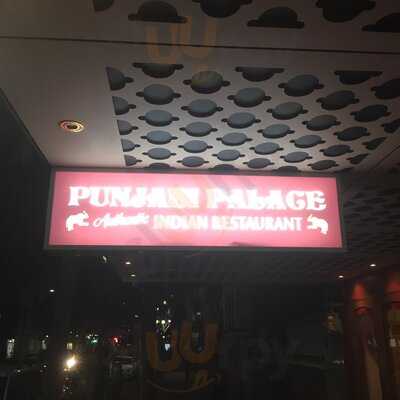 PUNJABI PALACE
Authentic INDIAN RESTAURANT